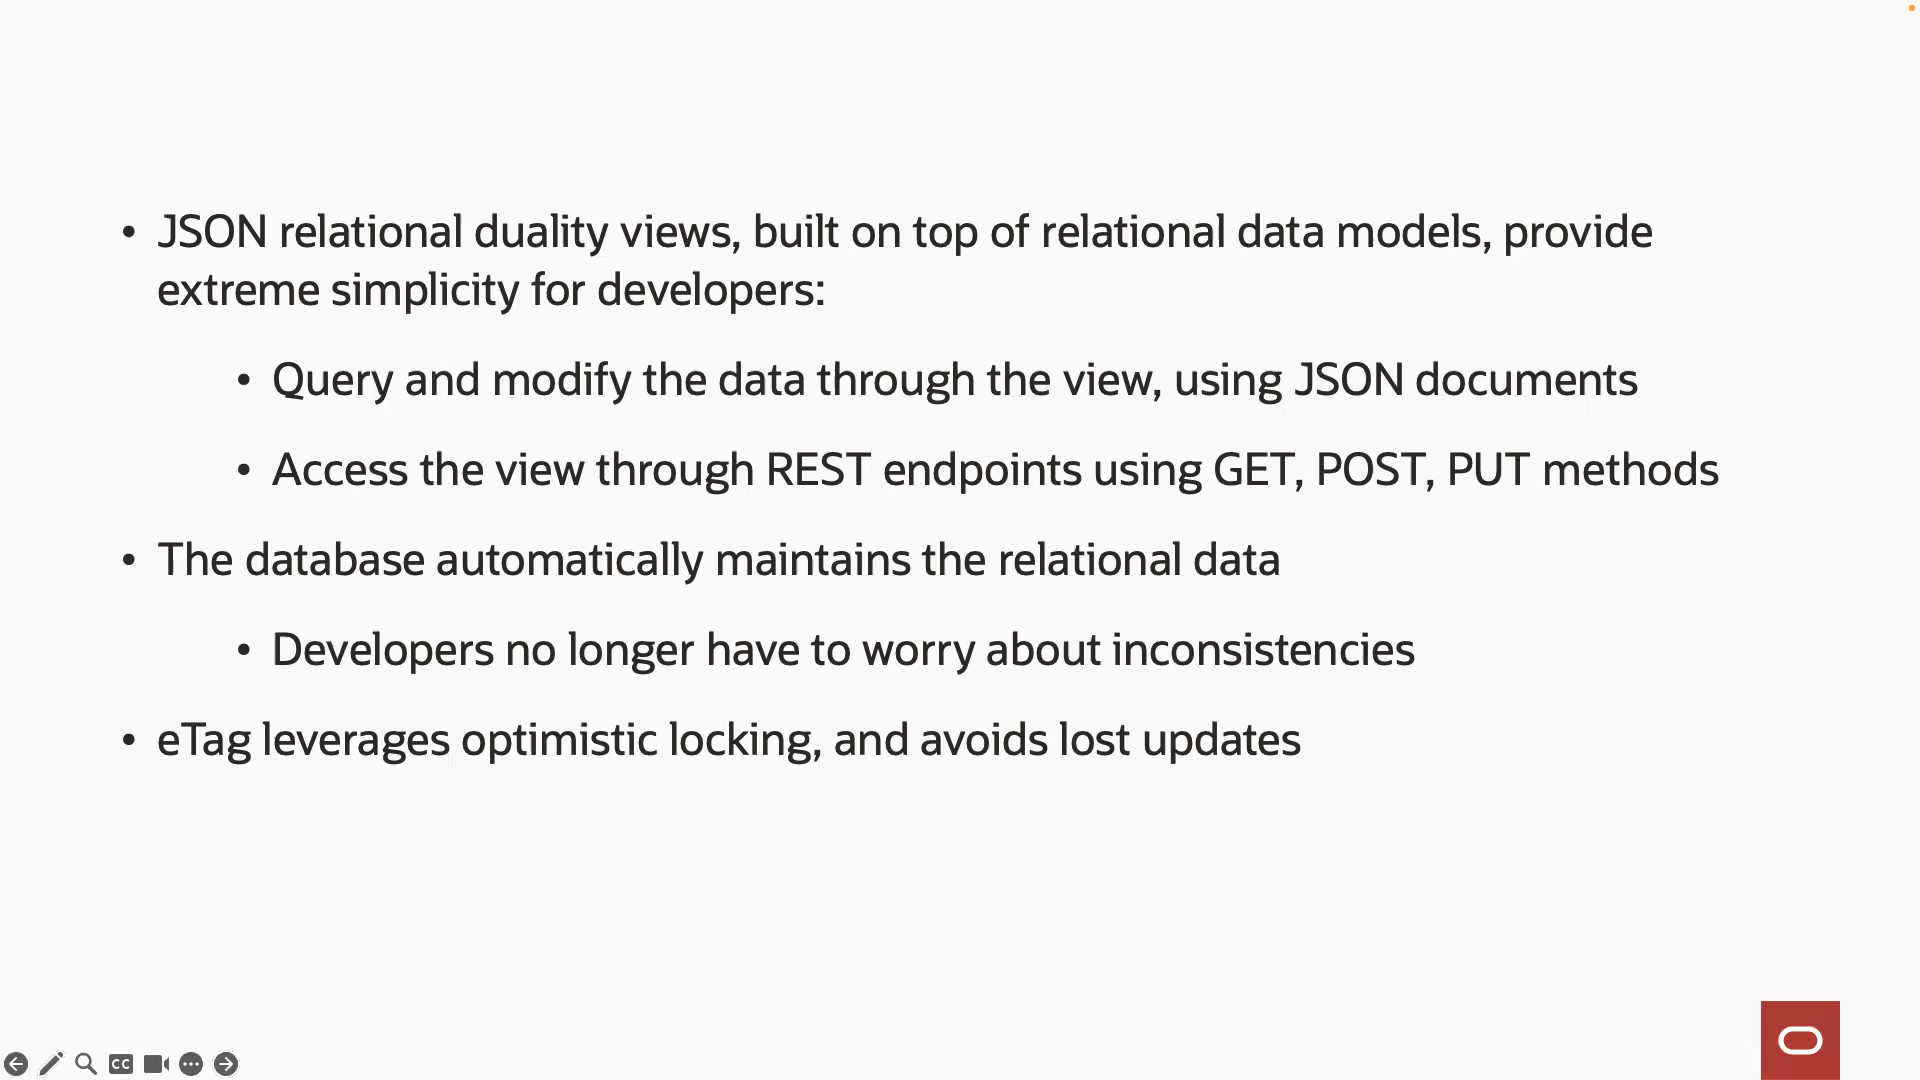 • JSON relational duality views, built on top of relational data models, provide
extreme simplicity for developers:
• Query and modify the data through the view, using JSON documents
• Access the view through REST endpoints using GET, POST, PUT methods
• The database automatically maintains the relational data
• Developers no longer have to worry about inconsistencies
• eTag leverages optimistic locking, and avoids lost updates
CC